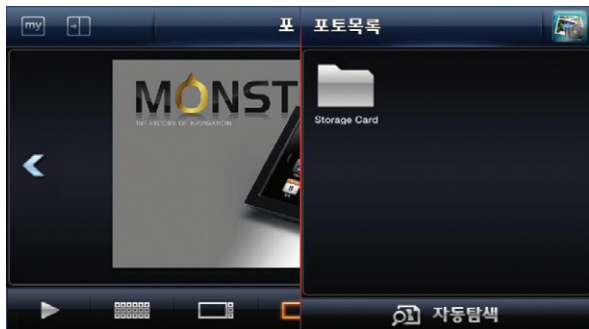 my
포
포토목록
MONST
THE HISTORY OF NAVIGATION
Storage Card
자동탐색